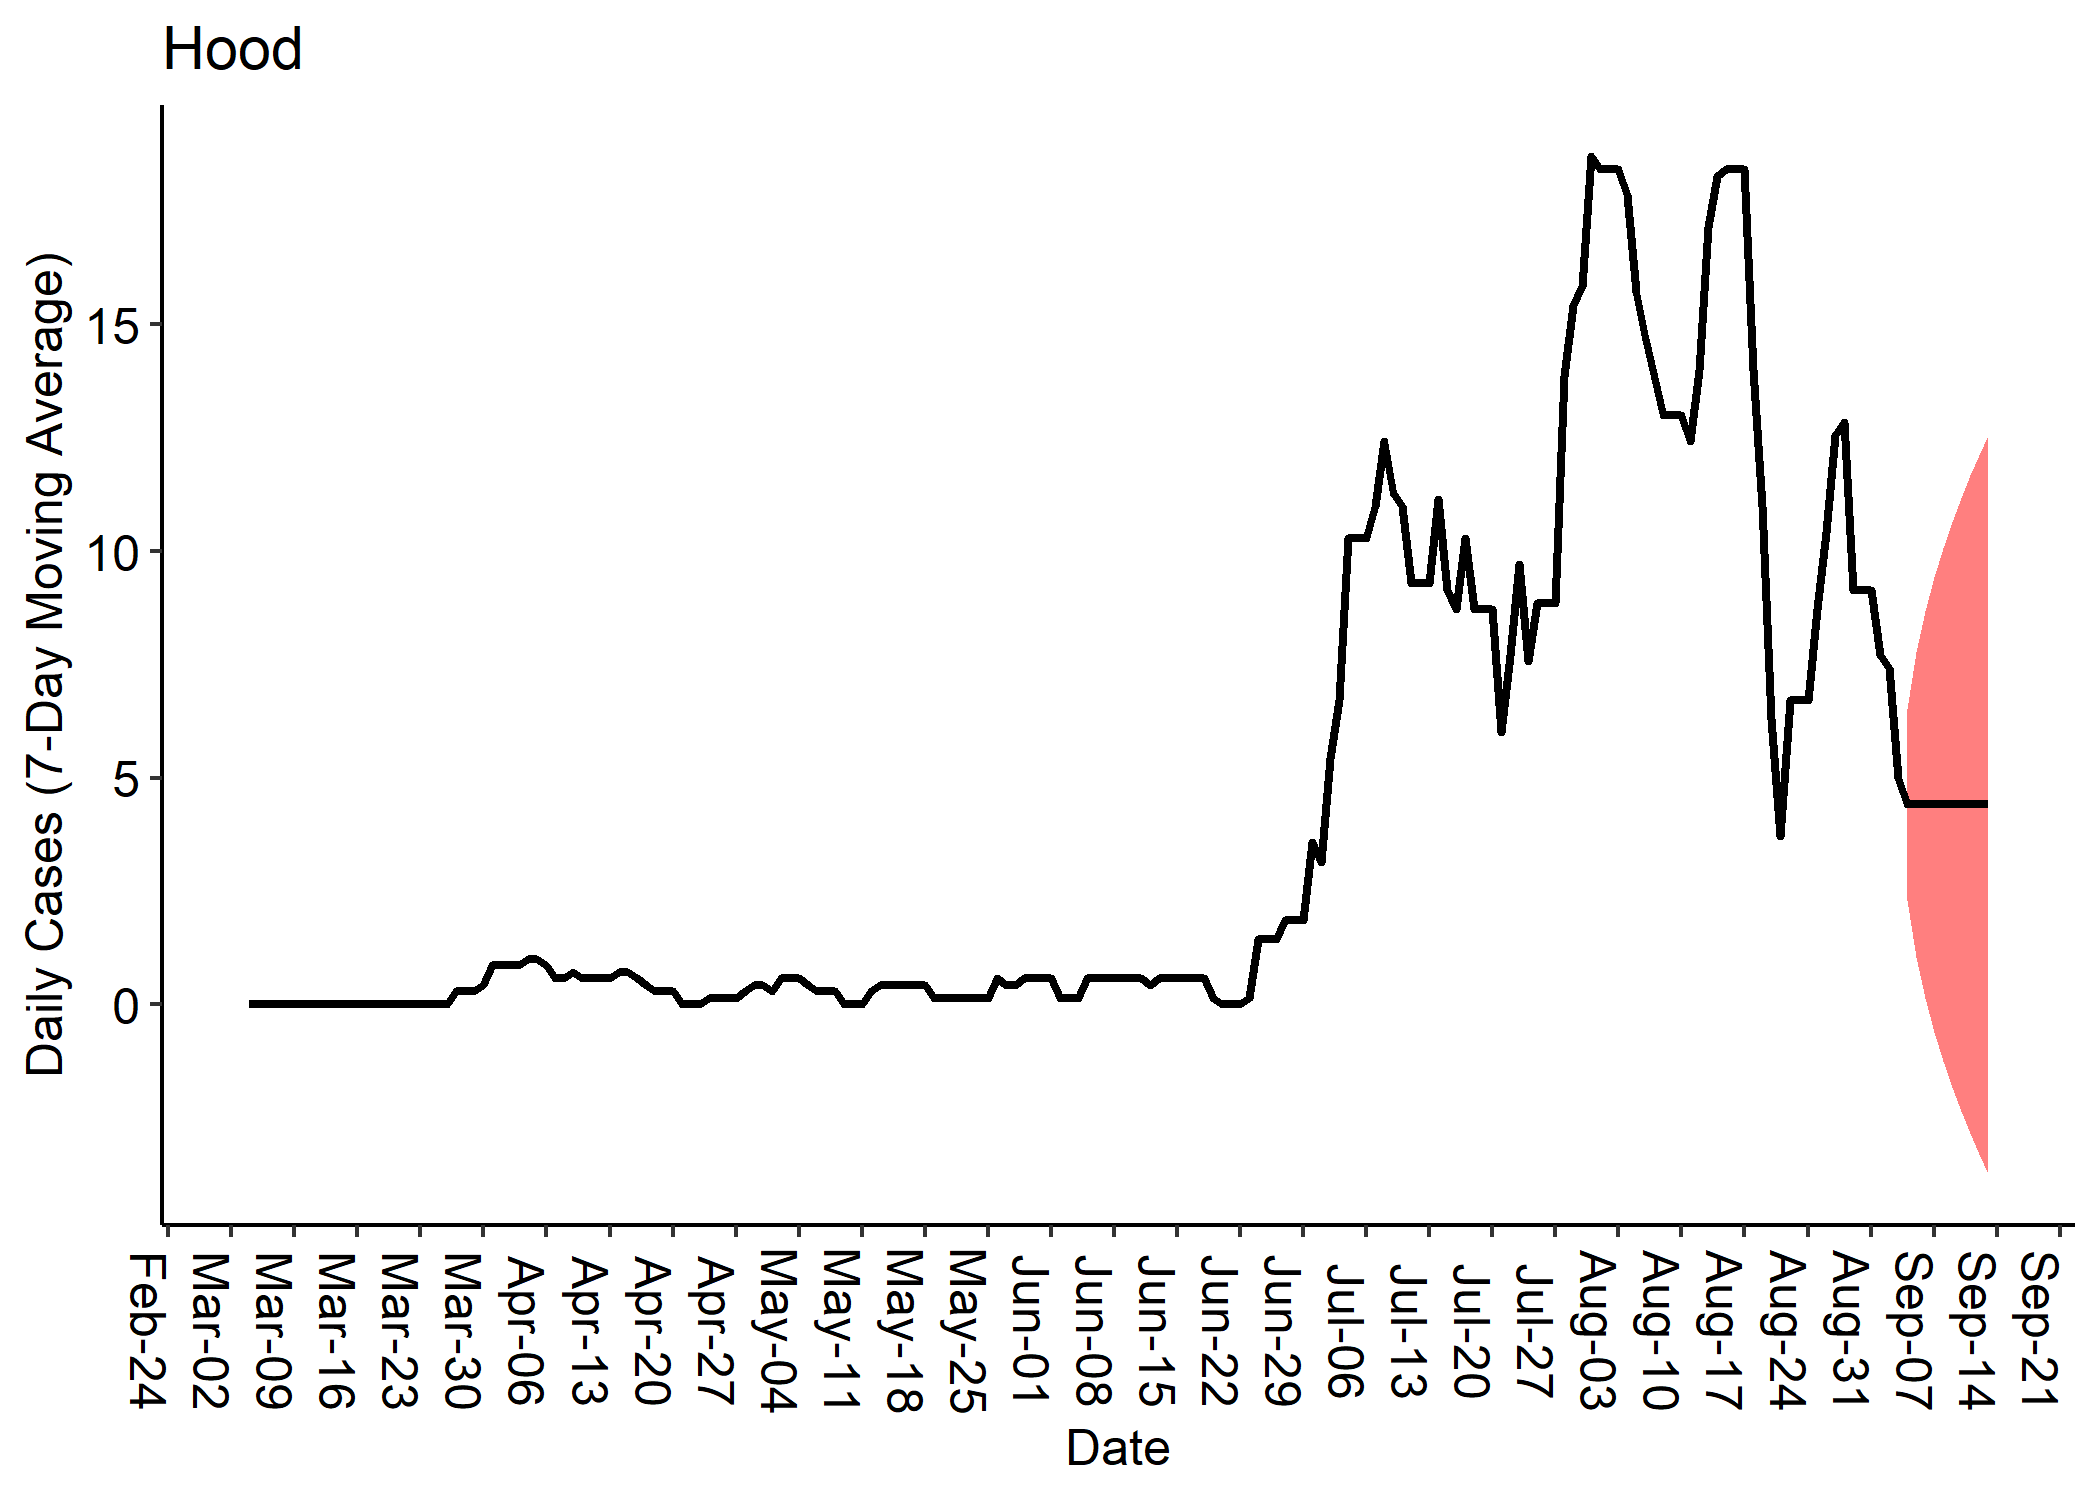 Hood
Daily Cases (7-Day Moving Average)
15
10
5
0
Feb-24
Mar-02
Mar-09
Mar-16
Mar-23
Mar-30
Apr-06
Apr-13
Apr-20
Apr-27
May-04
May-11
May-18
May-25
Jun-01
Jun-08
Jun-15
Jun-22
Jun-29
Jul-06
Jul-13
Jul-20
Jul-27
Aug-03
Aug-10
Aug-17
Aug-24
Aug-31
Sep-07
Sep-14
Sep-21
Date